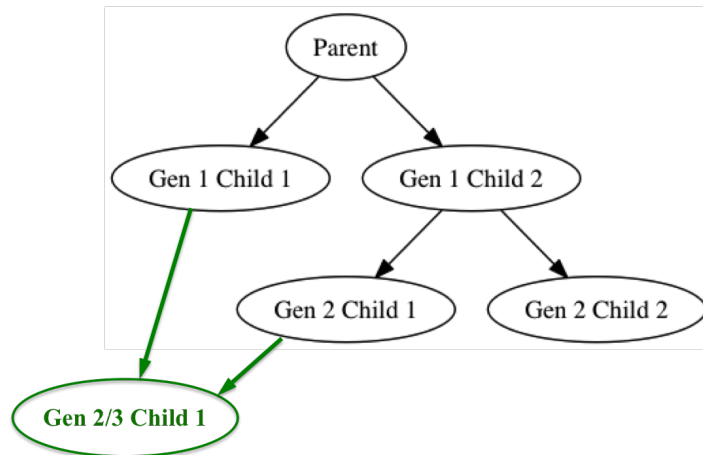 Parent
Gen 1 Child 1
Gen 1 Child 2
Gen 2 Child 1
Gen 2 Child 2
Gen 2/3 Child 1